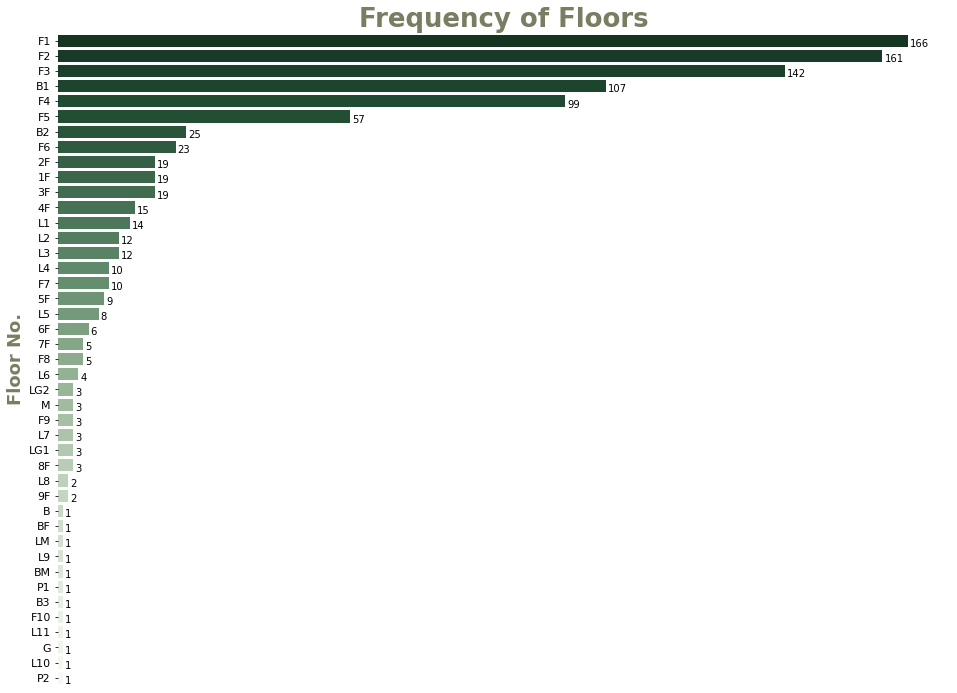 Frequency of Floors
F1 166
F2 161
F3 142
B1 107
F4 99
F5 57
B2 25
F6 23
2F 19
1F 19
3F 19
4F 15
L1 14
L2 12
L3 12
L4 10
F7 10
5F 9
L5 8
6F 6
7F 5
F8 5
L6 4
LG2 3
M 3
F9 3
L7 3
LG1 3
8F 3
L8 2
9F 2
B 1
BF 1
LM 1
L9 1
BM 1
P1 1
B3 1
F10 1
L11 1
G 1
L10 1
P2 1
Floor No.